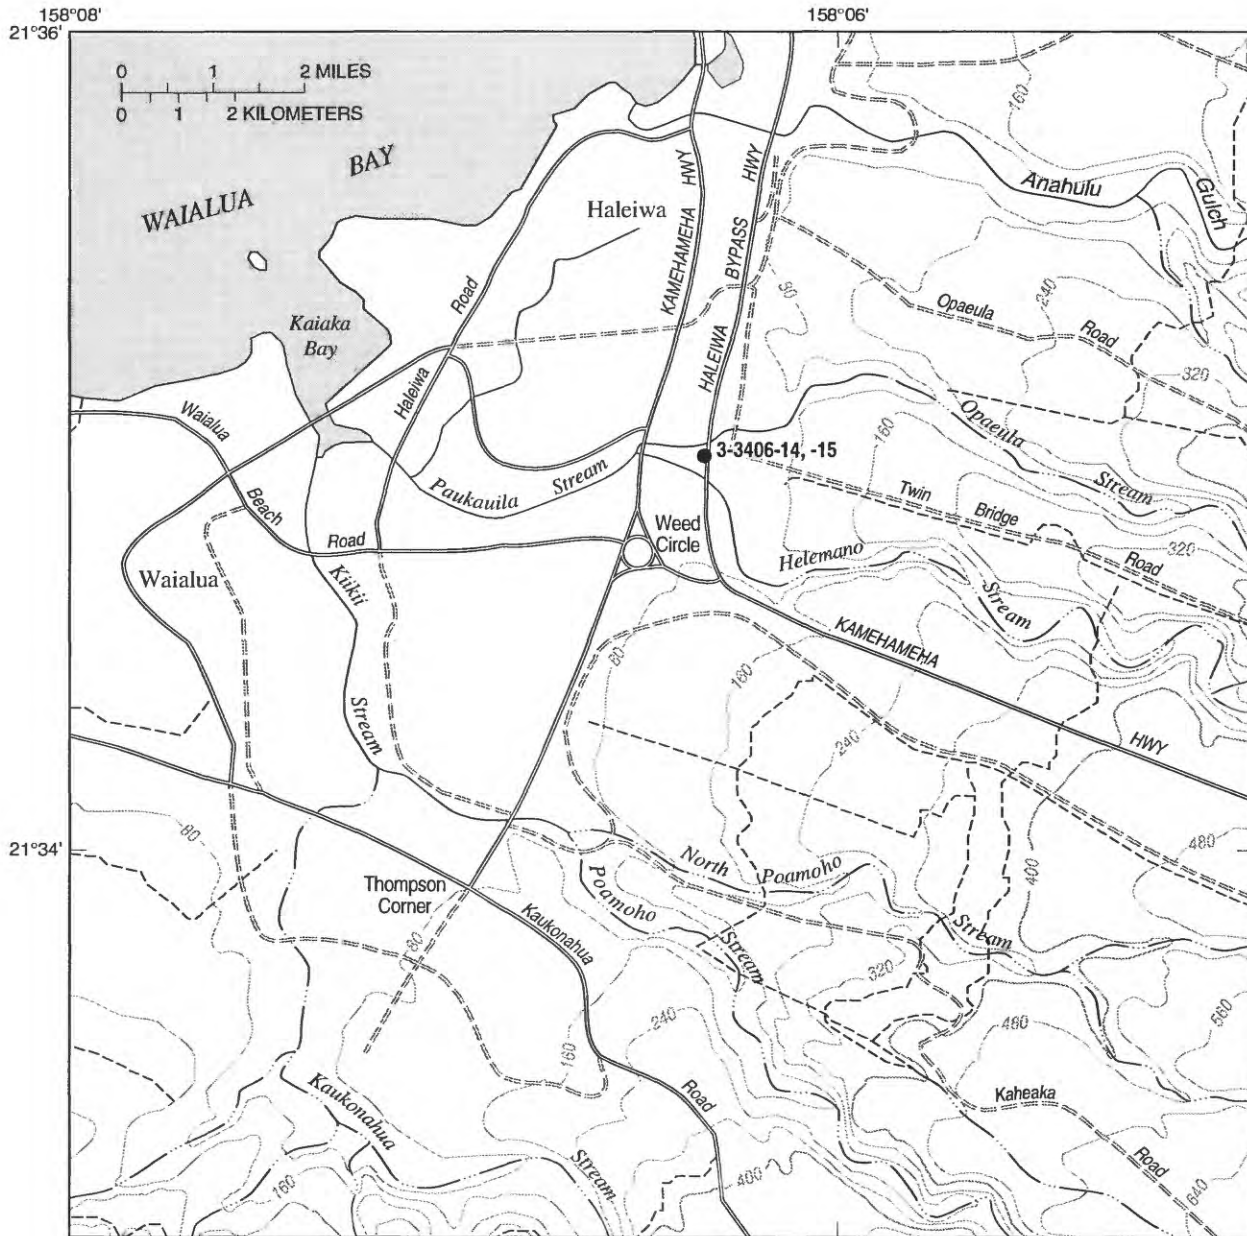 158°08'
158°06'
21°36'
0 1 2 MILES
0 1 2 KILOMETERS
WAIALUA
BAY
Haleiwa
KAMEHAMEHA
HWY
HALEIWA
BYPASS
HWY
Anahulu
Gulch
160
Road
Haleiwa
Kaiaka
Bay
240
Opaeula
Road
320
Waialua
Beach
Road
Paukauila
Stream
3-3406-14, -15
160
Opaeula
Stream
Twin
Bridge
Road
320
Weed
Circle
Helemano
Stream
Waialua
Kiikii
Stream
80
KAMEHAMEHA
HWY
160
240
480
400
80
21°34'
Thompson
Corner
80
North
Poamoho
Stream
Poamoho
Stream
Kaukonahua
Road
320
240
160
480
560
Kaheaka
Road
640
Kaukonahua
Stream
160
400